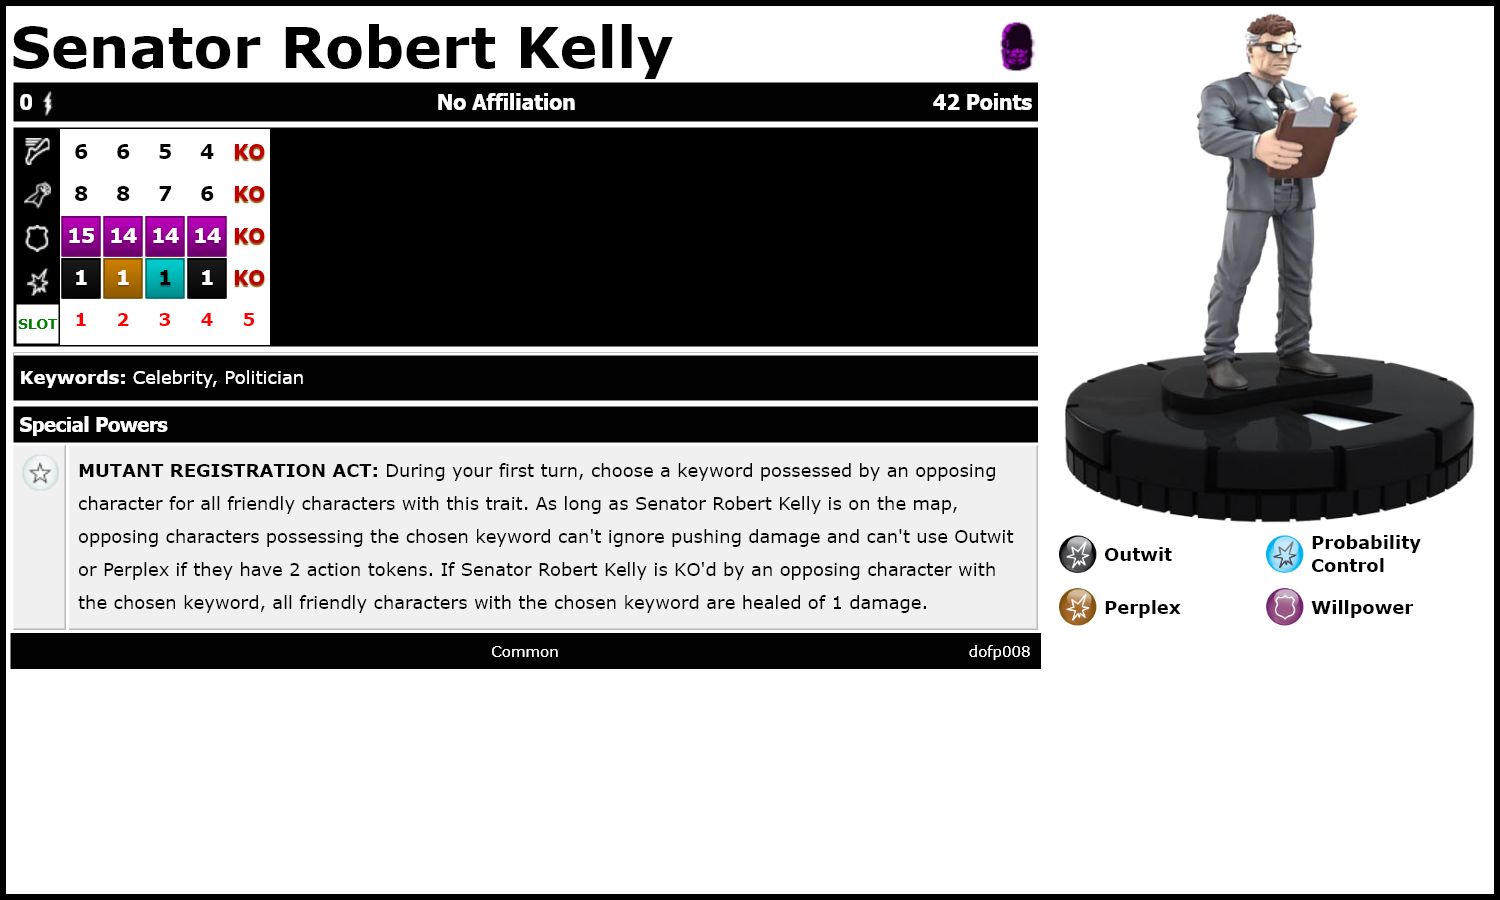 Senator Robert Kelly
0 No Affiliation 42 Points
6 6 5 4 KO
8 8 7 6 KO
15 14 14 14 KO
1 1 1 1 KO
SLOT 1 2 3 4 5
Keywords: Celebrity, Politician
Special Powers
MUTANT REGISTRATION ACT: During your first turn, choose a keyword possessed by an opposing
character for all friendly characters with this trait. As long as Senator Robert Kelly is on the map,
opposing characters possessing the chosen keyword can't ignore pushing damage and can't use Outwit
or Perplex if they have 2 action tokens. If Senator Robert Kelly is KO'd by an opposing character with
the chosen keyword, all friendly characters with the chosen keyword are healed of 1 damage.
Common dofp008
Outwit
Probability
Control
Perplex
Willpower